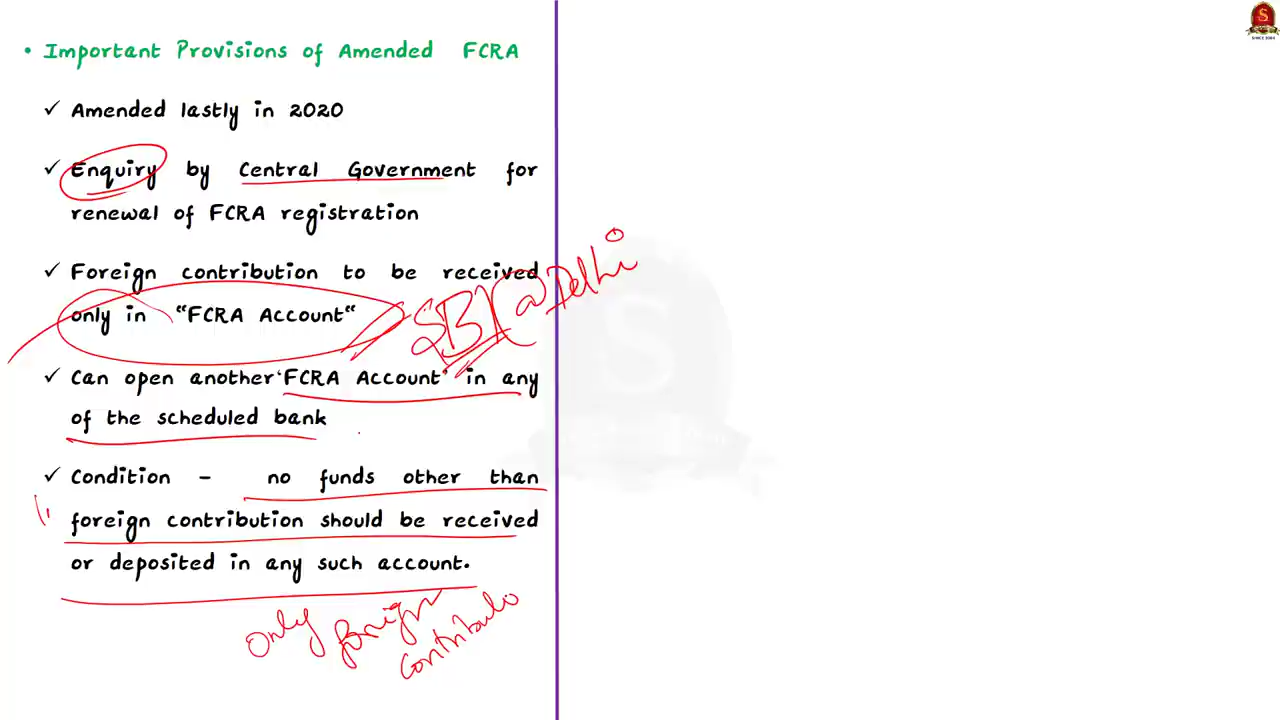 • Important Provisions of Amended FCRA
✓ Amended lastly in 2020
✓ Enquiry by Central Government for
renewal of FCRA registration
✓ Foreign contribution to be received
only in "FCRA Account"
SBI @ Delhi
✓ Can open another 'FCRA Account' in any
of the scheduled bank
✓ Condition - no funds other than
foreign contribution should be received
or deposited in any such account.
Only foreign
S
SINCE 2004
S